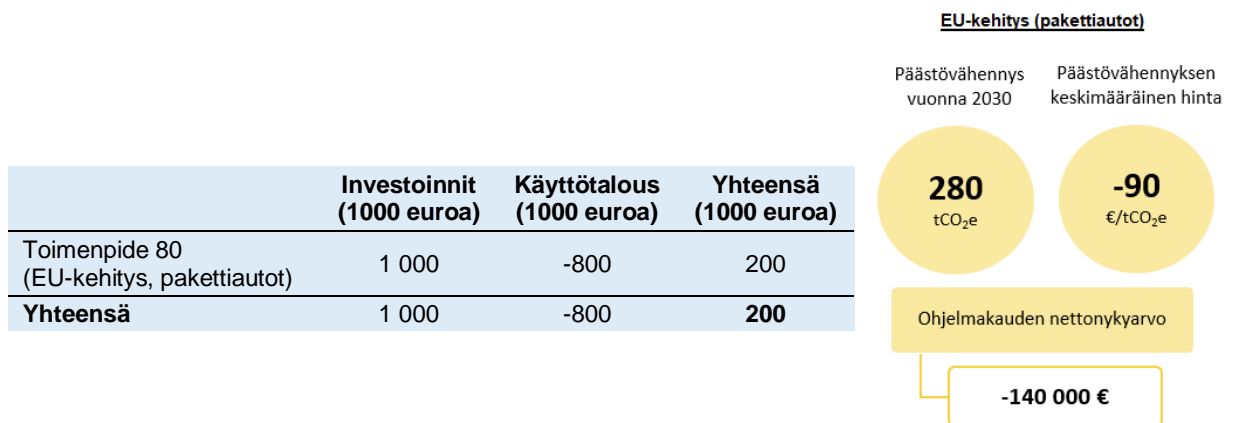 EU-kehitys (pakettiautot)
Päästövähennys vuonna 2030
Päästövähennyksen keskimääräinen hinta
280
tCO₂e
-90
€/tCO₂e
Ohjelmakauden nettonykyarvo
-140 000 €
Investoinnit (1000 euroa) Käyttötalous (1000 euroa) Yhteensä (1000 euroa)
Toimenpide 80
(EU-kehitys, pakettiautot) 1 000 -800 200
Yhteensä 1 000 -800 200